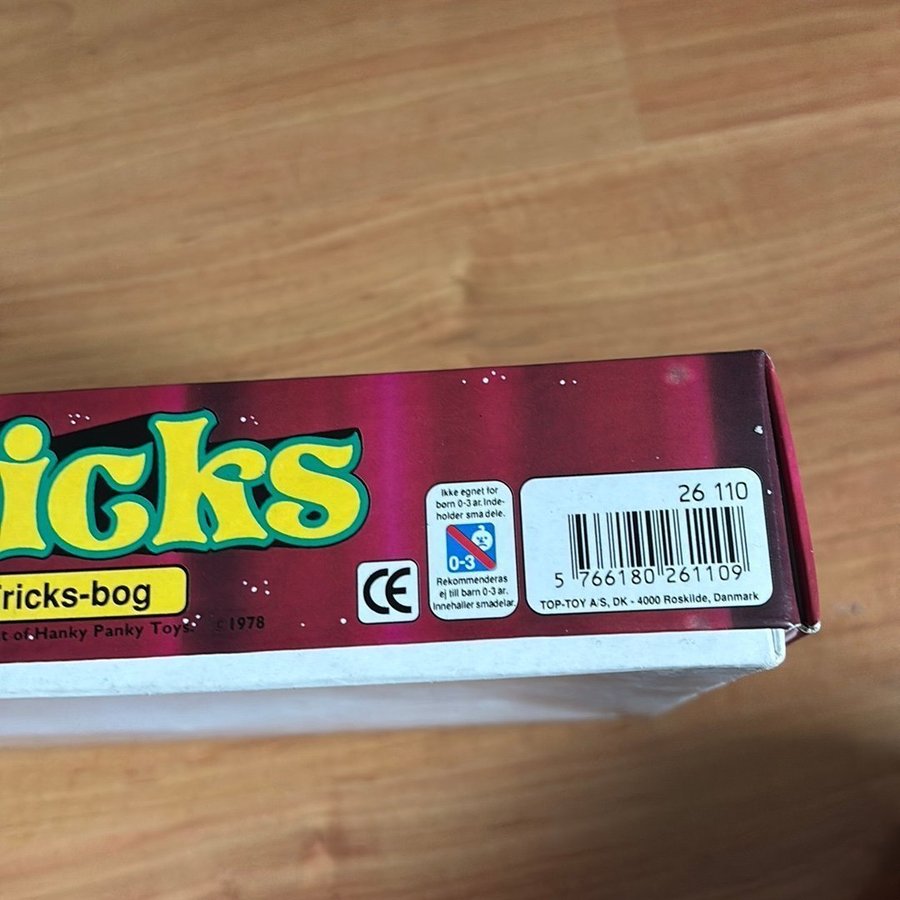 icks
ricks-bog
t of Hanky Panky Toys © 1978
CE
Ikke egnet for
børn 0-3 år. Inde-
holder små dele.
0-3
Rekommenderas
ej till barn 0-3 år.
Innehåller smådelar.
26 110
5 766180 261109
TOP-TOY A/S, DK - 4000 Roskilde, Danmark